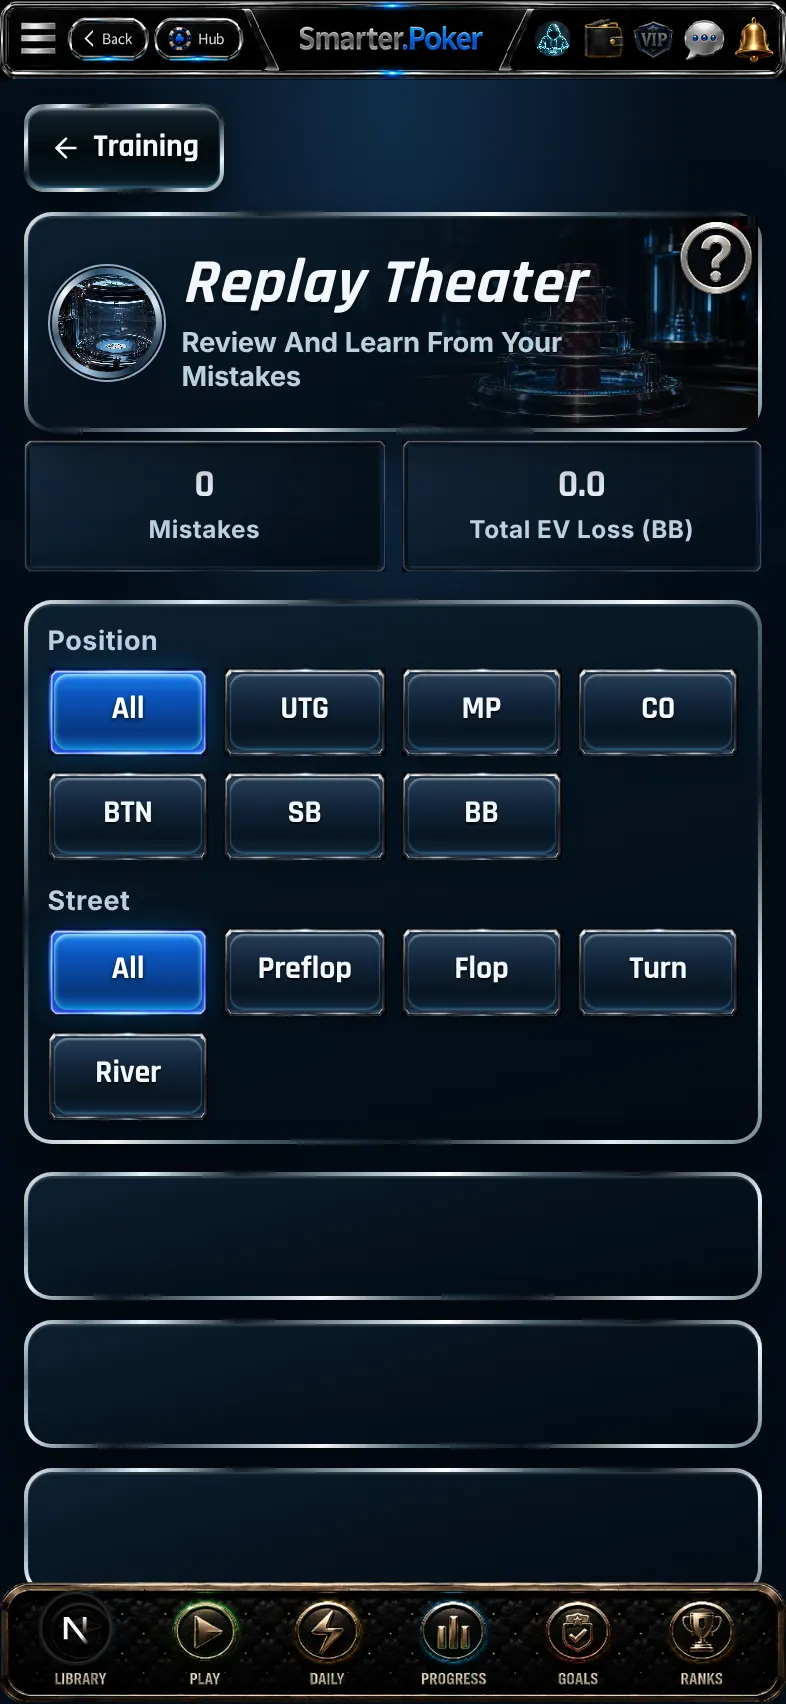 Back
Hub
Smarter.Poker
VIP
← Training
Replay Theater
?
Review And Learn From Your
Mistakes
0
Mistakes
0.0
Total EV Loss (BB)
Position
All
UTG
MP
CO
BTN
SB
BB
Street
All
Preflop
Flop
Turn
River
N
LIBRARY
PLAY
DAILY
PROGRESS
GOALS
RANKS